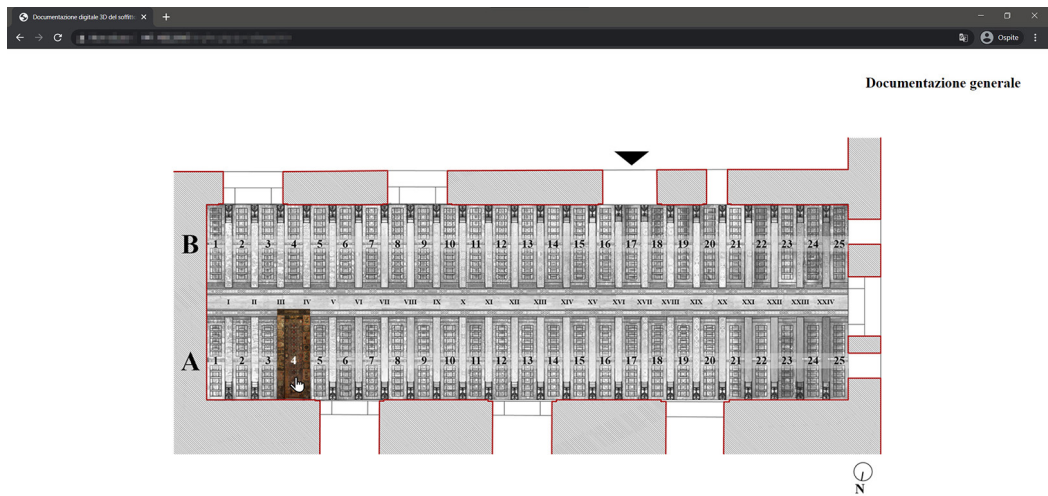 Documentazione digitale 3D del soffitt
Ospite
Documentazione generale
B
1 2 3 4 5 6 7 8 9 10 11 12 13 14 15 16 17 18 19 20 21 22 23 24 25
I II III IV V VI VII VIII IX X XI XII XIII XIV XV XVI XVII XVIII XIX XX XXI XXII XXIII XXIV
A
1 2 3 4 5 6 7 8 9 10 11 12 13 14 15 16 17 18 19 20 21 22 23 24 25
N